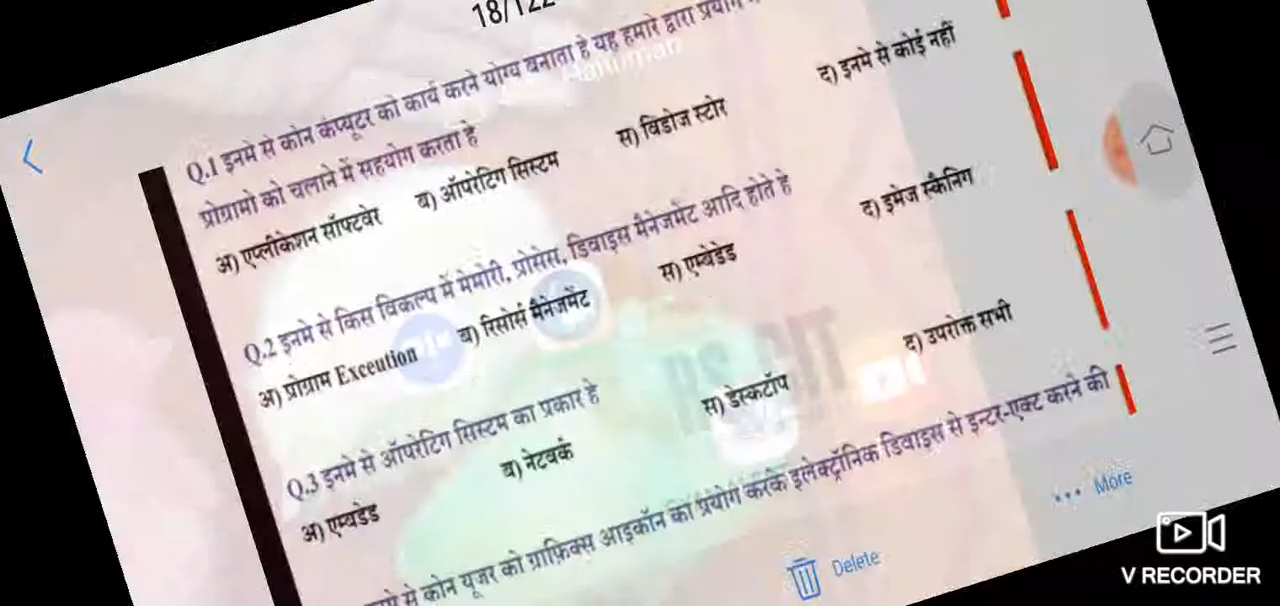 18/122
Q.1 इनमे से कोन कंप्यूटर को कार्य करने योग्य बनाता हे यह हमारे द्वारा प्रयोग
प्रोग्रामो को चलाने में सहयोग करता हे
अ) एप्लीकेशन सॉफ्टवेर ब) ऑपरेटिंग सिस्टम स) विडोज स्टोर द) इनमे से कोई नहीं
Q.2 इनमे से किस विकल्प में मेमोरी, प्रोसेस, डिवाइस मैनेजमेंट आदि होते हे
अ) प्रोग्राम Exceution ब) रिसोर्स मैनेजमेंट स) एम्बेडेड द) इमेज स्कैनिंग
Q.3 इनमे से ऑपरेटिंग सिस्टम का प्रकार हे
अ) एम्बडेड ब) नेटवर्क स) डेस्कटॉप द) उपरोक्त सभी
से कोन यूजर को ग्राफ़िक्स आइकॉन का प्रयोग करके इलेक्ट्रॉनिक डिवाइस से इन्टर-एक्ट करने की
Delete
More
V RECORDER